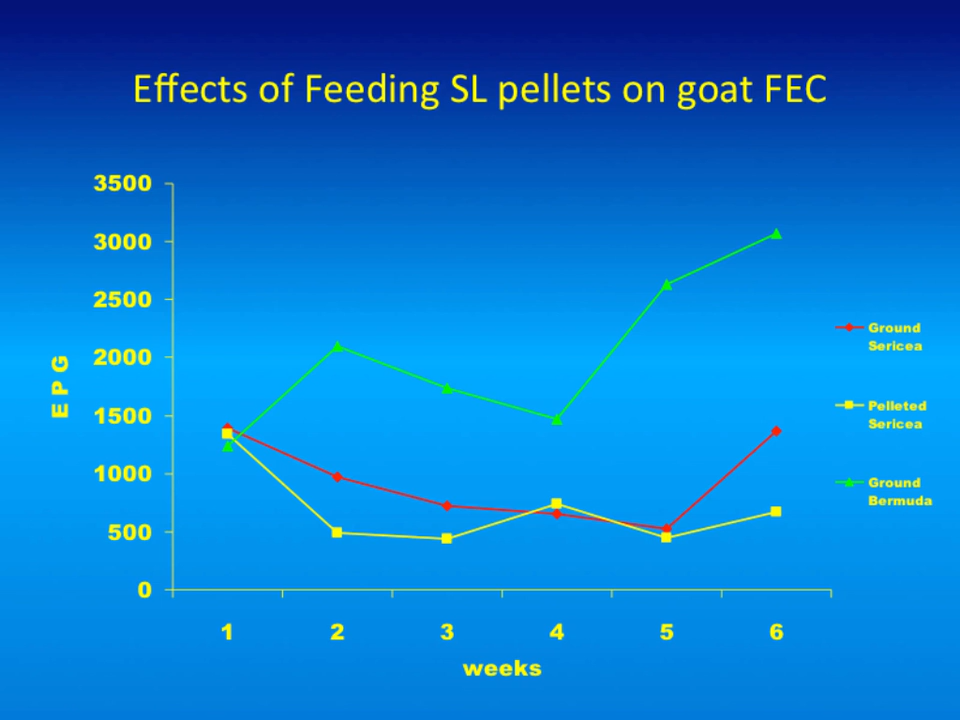 Effects of Feeding SL pellets on goat FEC
3500
3000
2500
2000
1500
1000
500
0
E P G
1 2 3 4 5 6
weeks
Ground
Sericea
Pelleted
Sericea
Ground
Bermuda